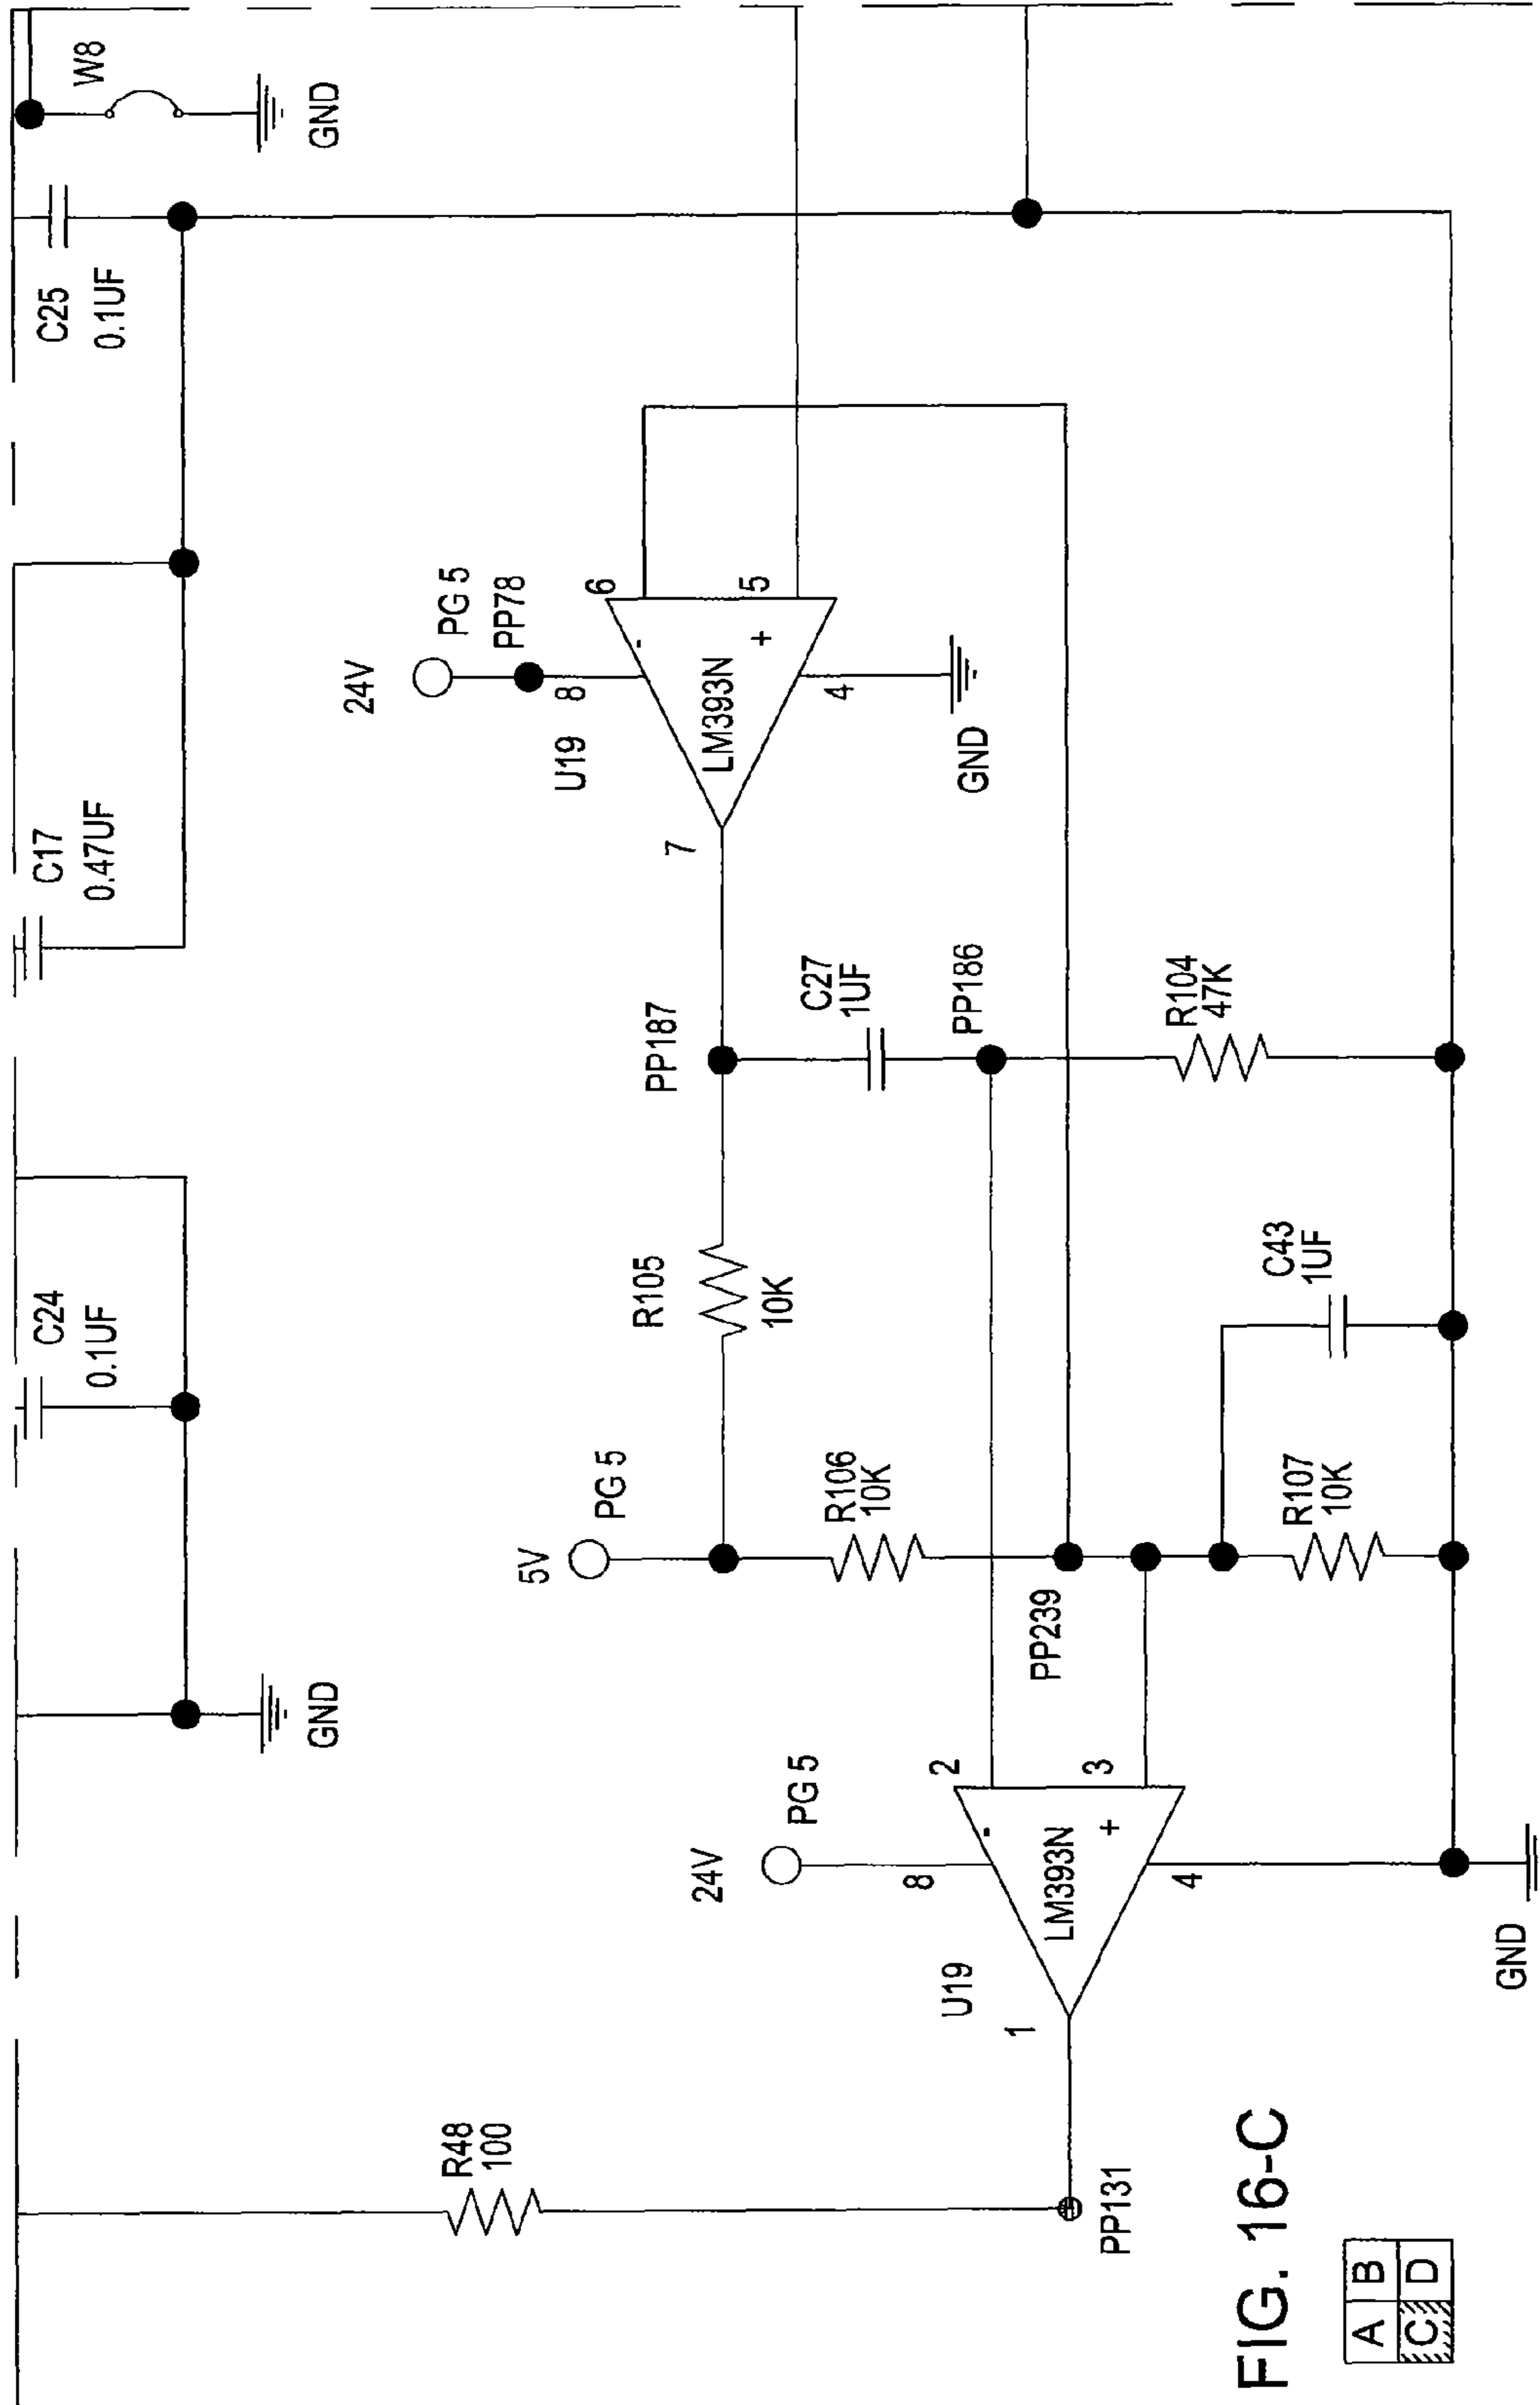 C24
0.1UF
C17
0.47UF
C25
0.1UF
W8
GND
GND
R48
100
24V
PG 5
PP78
8
U19
6
-
5
+
LM393N
7
4
GND
5V
PG 5
R105
10K
PP187
C27
1UF
PP186
R106
10K
24V
PG 5
8
U19
2
-
3
+
LM393N
1
4
PP239
PP131
R104
47K
R107
10K
C43
1UF
GND
FIG. 16-C
A B
C D